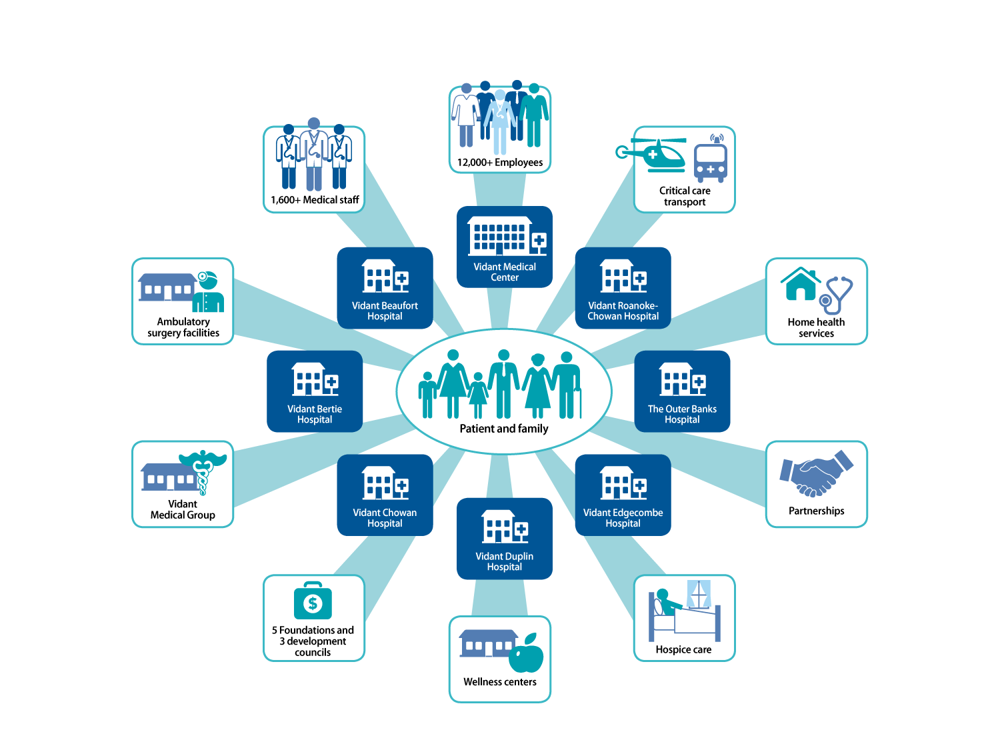 12,000+ Employees
1,600+ Medical staff
Critical care
transport
Vidant Medical
Center
Vidant Beaufort
Hospital
Vidant Roanoke-
Chowan Hospital
Ambulatory
surgery facilities
Home health
services
Vidant Bertie
Hospital
The Outer Banks
Hospital
Patient and family
Vidant
Medical Group
Partnerships
Vidant Chowan
Hospital
Vidant Edgecombe
Hospital
Vidant Duplin
Hospital
$
5 Foundations and
3 development
councils
Hospice care
Wellness centers